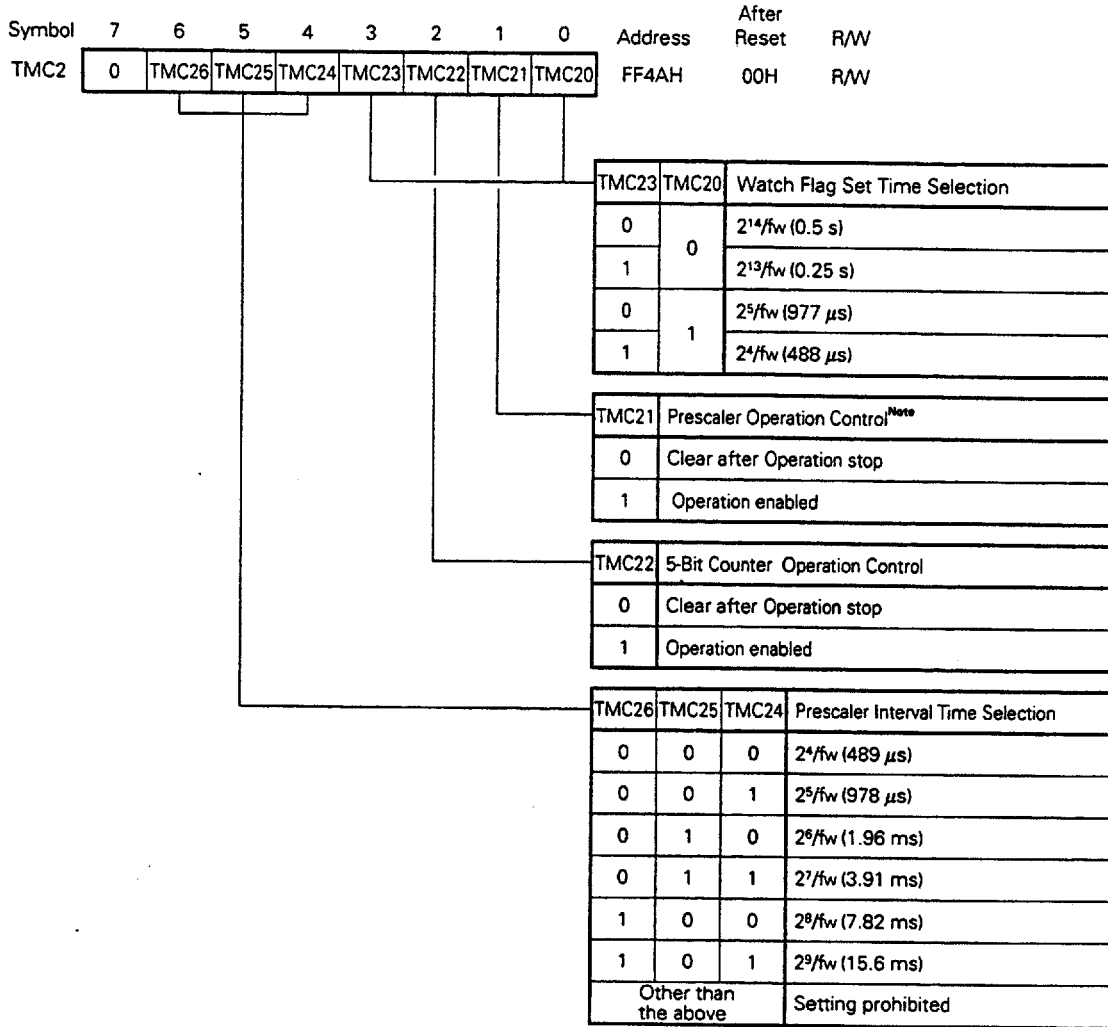 After
Symbol 7 6 5 4 3 2 1 0 Address Reset R/W
TMC2 0 TMC26 TMC25 TMC24 TMC23 TMC22 TMC21 TMC20 FF4AH 00H R/W
TMC23 TMC20 Watch Flag Set Time Selection
0 0 2¹⁴/fw (0.5 s)
1 2¹³/fw (0.25 s)
0 1 2⁵/fw (977 μs)
1 2⁴/fw (488 μs)
TMC21 Prescaler Operation Control Note
0 Clear after Operation stop
1 Operation enabled
TMC22 5-Bit Counter Operation Control
0 Clear after Operation stop
1 Operation enabled
TMC26 TMC25 TMC24 Prescaler Interval Time Selection
0 0 0 2⁴/fw (489 μs)
0 0 1 2⁵/fw (978 μs)
0 1 0 2⁶/fw (1.96 ms)
0 1 1 2⁷/fw (3.91 ms)
1 0 0 2⁸/fw (7.82 ms)
1 0 1 2⁹/fw (15.6 ms)
Other than
the above Setting prohibited